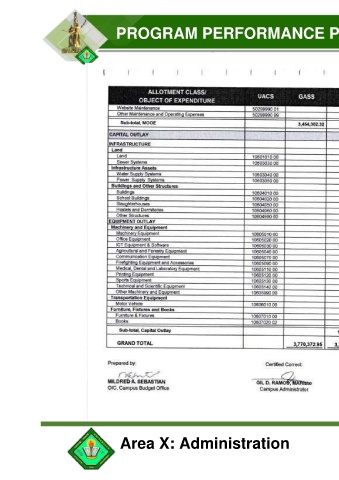 PROGRAM PERFORMANCE P
ALLOTMENT CLASS/
OBJECT OF EXPENDITURE UACS GASS
Website Maintenance 50299990 01
Other Maintenance and Operating Expenses 50299990 99
Sub-total, MOOE 3,454,302.32
CAPITAL OUTLAY
INFRASTRUCTURE
Land
Land 10601010 00
Sewer Systems 10603030 00
Infrastructure Assets
Water Supply Systems 10603040 00
Power Supply Systems 10603050 00
Buildings and Other Structures
Buildings 10604010 00
School Buildings 10604020 00
Slaughterhouses 10604050 00
Hostels and Dormitories 10604060 00
Other Structures 10604990 00
EQUIPMENT OUTLAY
Machinery and Equipment
Machinery Equipment 10605010 00
Office Equipment 10605020 00
ICT Equipment & Software 10605030 00
Agricultural and Forestry Equipment 10605040 00
Communication Equipment 10605070 00
Firefighting Equipment and Accessories
Medical, Dental and Laboratory Equipment 10605110 00
Printing Equipment 10605120 00
Sports Equipment 10605130 00
Technical and Scientific Equipment 10605140 00
Other Machinery and Equipment 10605990 00
Transportation Equipment
Motor Vehicle 10606010 00
Furniture, Fixtures and Books
Furniture & Fixtures 10607010 00
Books 10607020 02
Sub-total, Capital Outlay
GRAND TOTAL 3,770,372.95 3,
Prepared by: Certified Correct:
MILDRED A. SEBASTIAN GIL D. RAMOS,
OIC, Campus Budget Office Campus Administrator
Area X: Administration